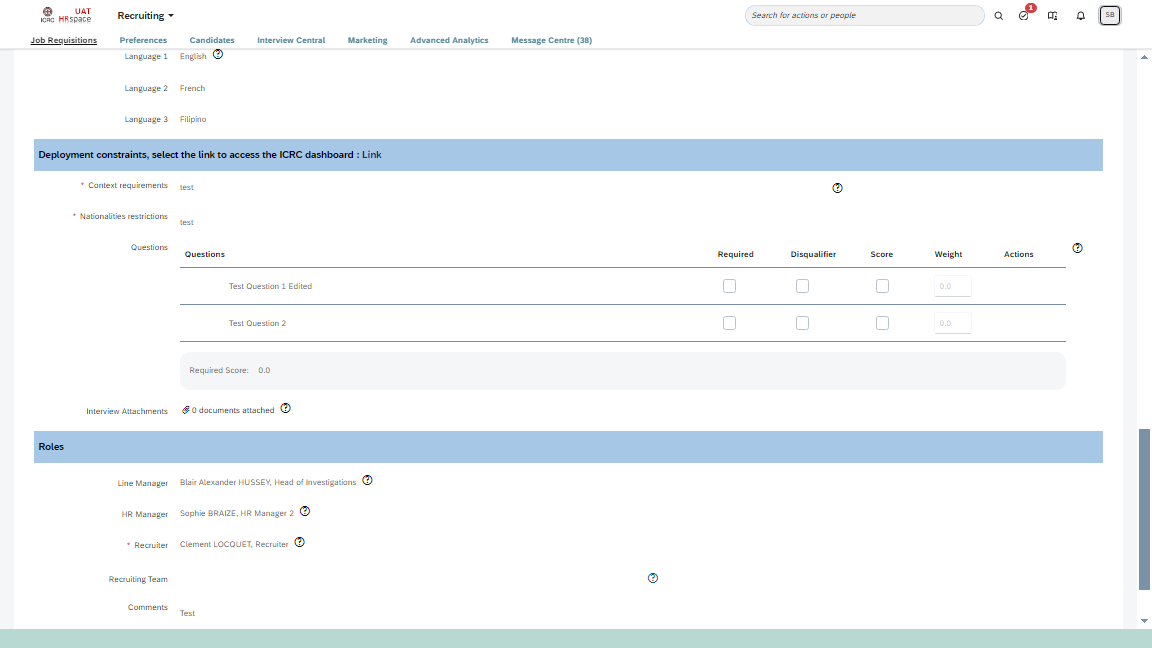 UAT
ICRC HRspace
Recruiting
Search for actions or people
1
SB
Job Requisitions Preferences Candidates Interview Central Marketing Advanced Analytics Message Centre (38)
Language 1 English ?
Language 2 French
Language 3 Filipino
Deployment constraints, select the link to access the ICRC dashboard : Link
* Context requirements test ?
* Nationalities restrictions test
Questions ?
Questions Required Disqualifier Score Weight Actions
Test Question 1 Edited 0.0
Test Question 2 0.0
Required Score: 0.0
Interview Attachments 0 documents attached ?
Roles
Line Manager Blair Alexander HUSSEY, Head of Investigations ?
HR Manager Sophie BRAIZE, HR Manager 2 ?
* Recruiter Clement LOCQUET, Recruiter ?
Recruiting Team ?
Comments Test